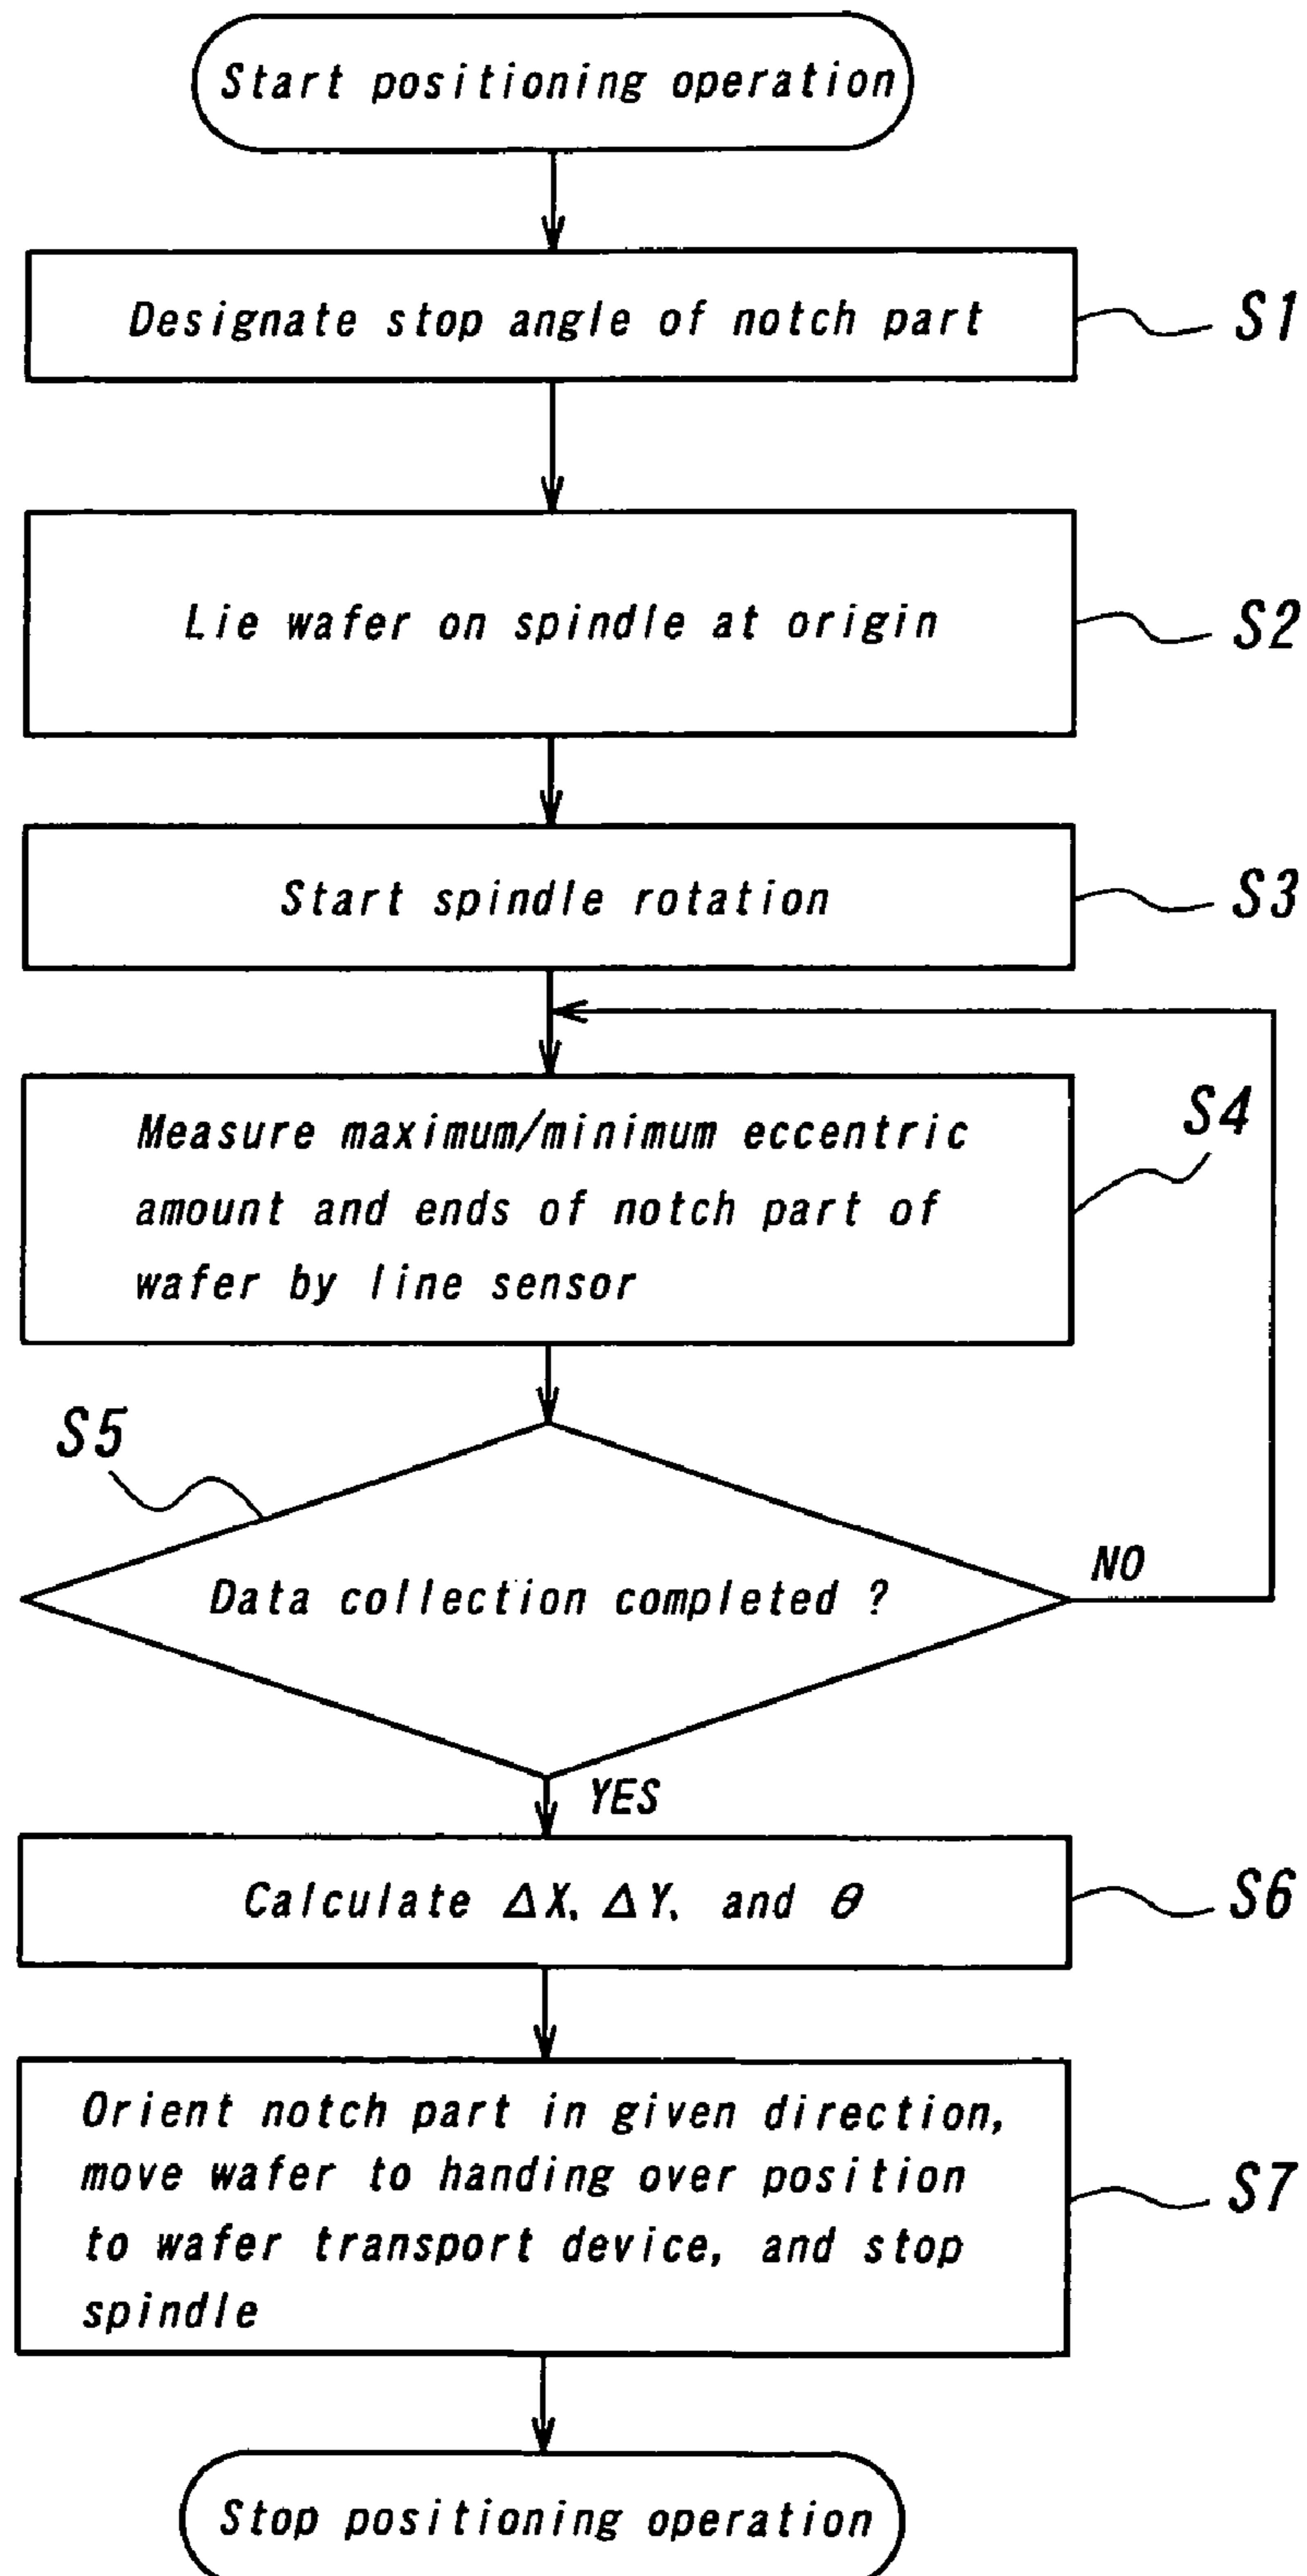 Start positioning operation
Designate stop angle of notch part
S1
Lie wafer on spindle at origin
S2
Start spindle rotation
S3
Measure maximum/minimum eccentric
amount and ends of notch part of
wafer by line sensor
S4
S5
Data collection completed ?
NO
YES
Calculate ΔX, ΔY, and θ
S6
Orient notch part in given direction,
move wafer to handing over position
to wafer transport device, and stop
spindle
S7
Stop positioning operation